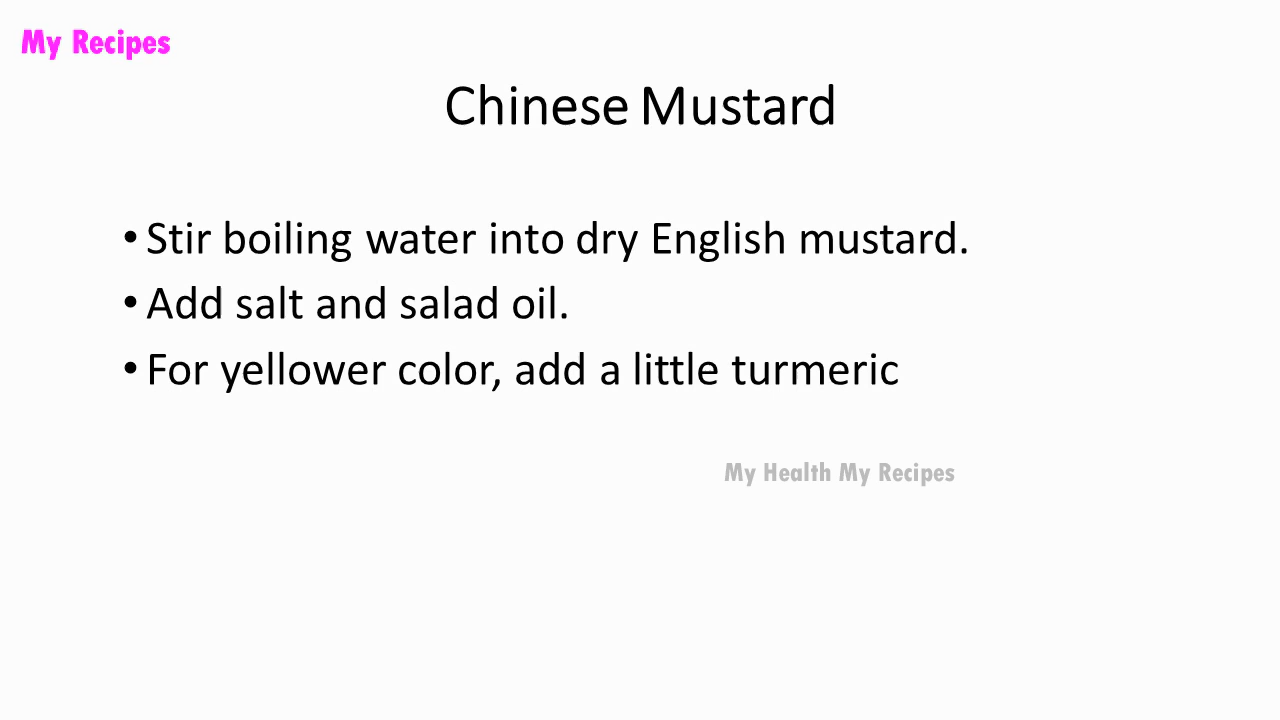 My Recipes
Chinese Mustard
• Stir boiling water into dry English mustard.
• Add salt and salad oil.
• For yellower color, add a little turmeric
My Health My Recipes